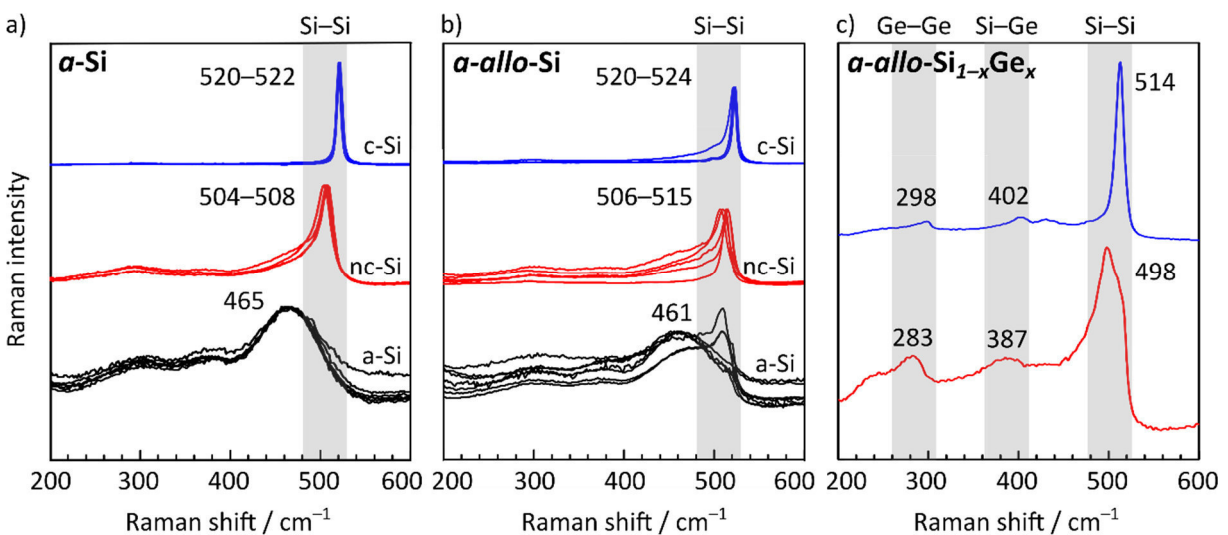 a)
Si–Si
a-Si
520–522
c-Si
504–508
nc-Si
465
a-Si
200 300 400 500 600
Raman shift / cm⁻¹
Raman intensity
b)
Si–Si
a-allo-Si
520–524
c-Si
506–515
nc-Si
461
a-Si
200 300 400 500 600
Raman shift / cm⁻¹
c)
Ge–Ge Si–Ge Si–Si
a-allo-Si₁₋ₓGeₓ
514
298 402
498
283 387
200 300 400 500 600
Raman shift / cm⁻¹